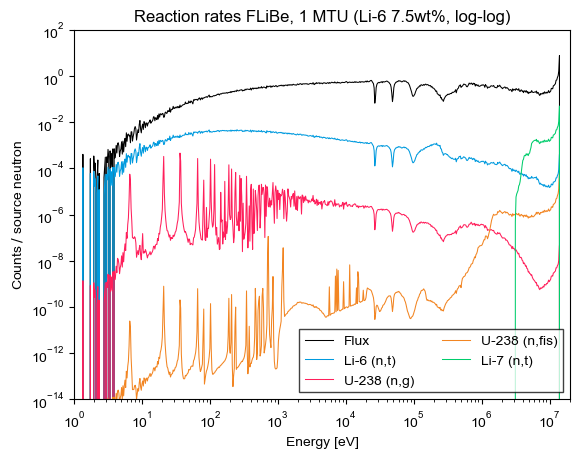 Reaction rates FLiBe, 1 MTU (Li-6 7.5wt%, log-log)
Counts / source neutron
10^2
10^0
10^−2
10^−4
10^−6
10^−8
10^−10
10^−12
10^−14
Flux
Li-6 (n,t)
U-238 (n,g)
U-238 (n,fis)
Li-7 (n,t)
10^0 10^1 10^2 10^3 10^4 10^5 10^6 10^7
Energy [eV]